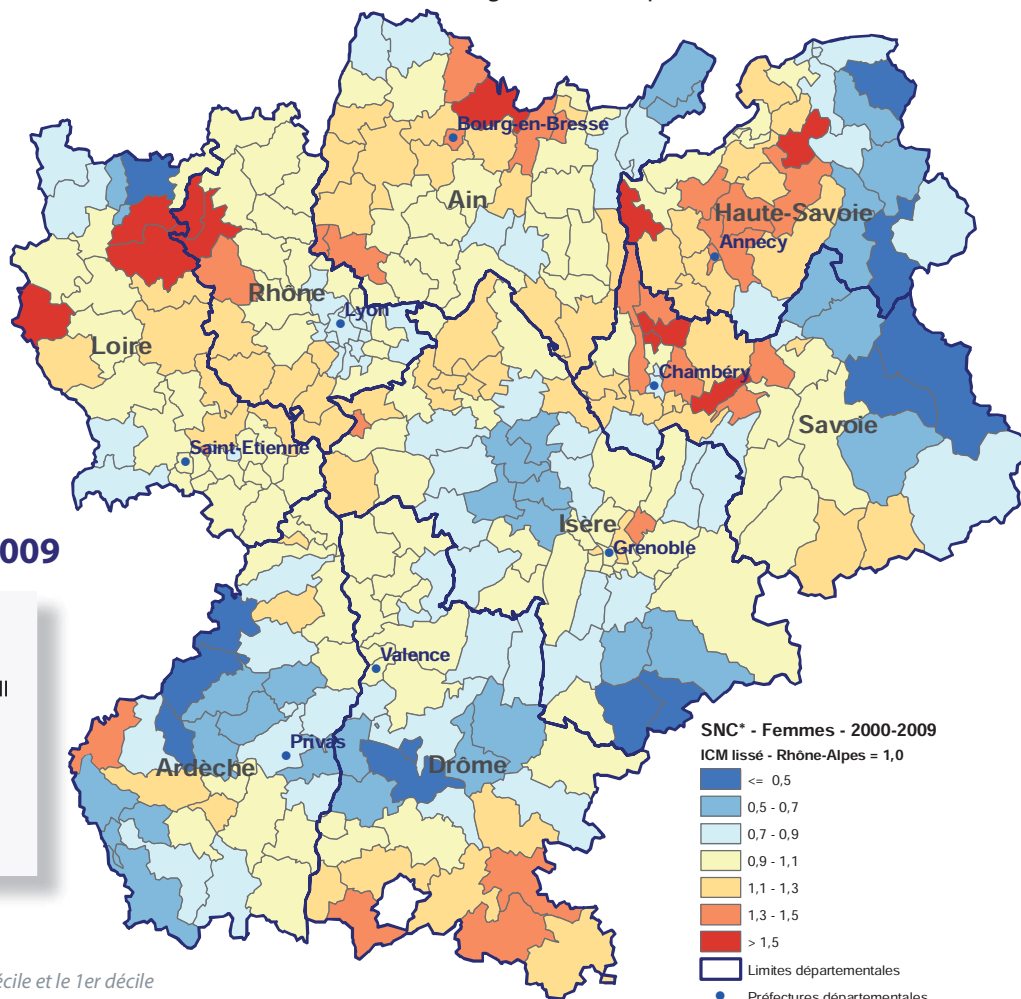 Bourg-en-Bresse
Ain
Haute-Savoie
Annecy
Rhône
Lyon
Loire
Chambéry
Savoie
Saint-Etienne
Isère
Grenoble
009
ll
Valence
Privas
Ardèche
Drôme
SNC* - Femmes - 2000-2009
ICM lissé - Rhône-Alpes = 1,0
<= 0,5
0,5 - 0,7
0,7 - 0,9
0,9 - 1,1
1,1 - 1,3
1,3 - 1,5
> 1,5
Limites départementales
Préfectures départementales
écile et le 1er décile